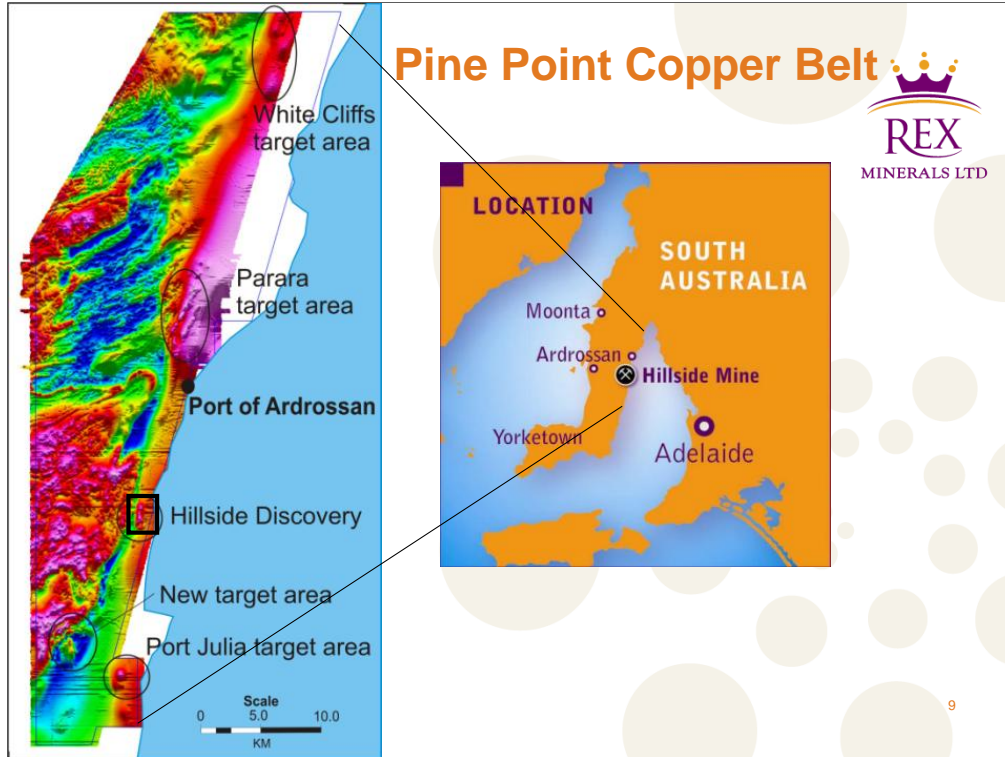 Pine Point Copper Belt
REX
MINERALS LTD
White Cliffs
target area
Parara
target area
Port of Ardrossan
Hillside Discovery
New target area
Port Julia target area
Scale
0 5.0 10.0
KM
LOCATION
SOUTH
AUSTRALIA
Moonta
Ardrossan
Hillside Mine
Yorketown
Adelaide
9